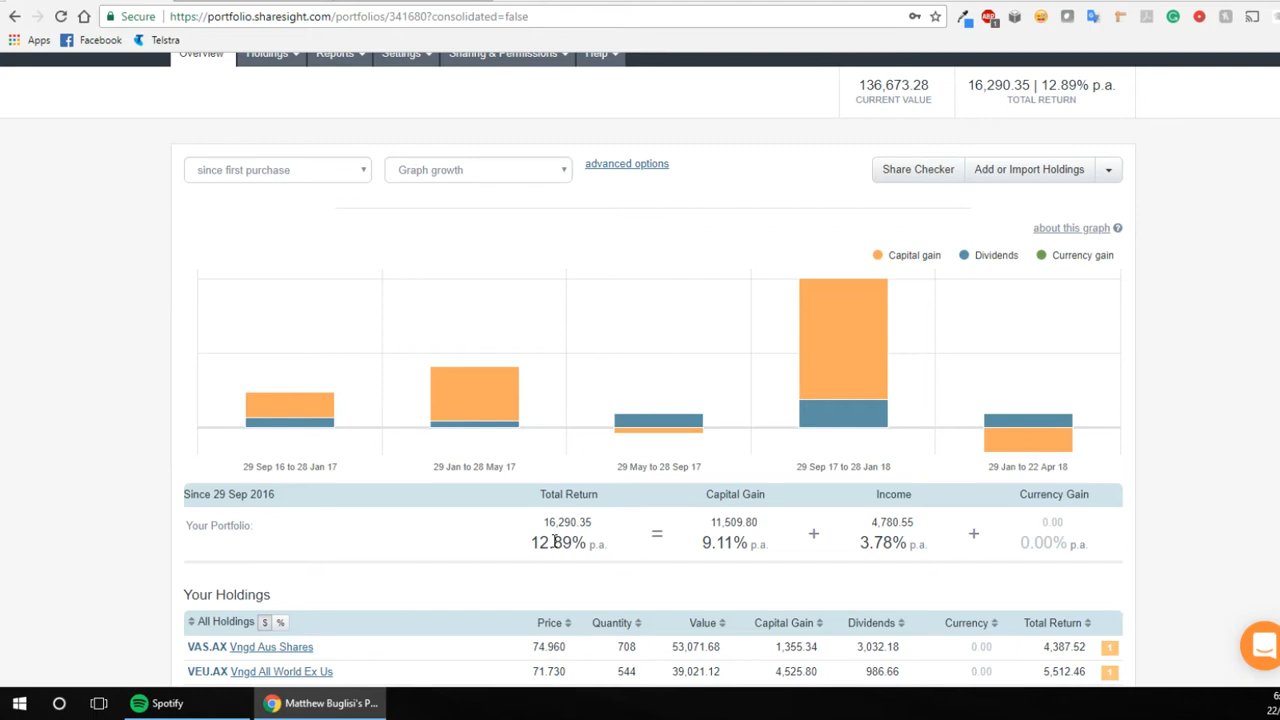 Secure https://portfolio.sharesight.com/portfolios/341680?consolidated=false
Apps Facebook Telstra
Overview Holdings Reports Settings Sharing & Permissions Help
136,673.28 16,290.35 | 12.89% p.a.
CURRENT VALUE TOTAL RETURN
since first purchase Graph growth advanced options Share Checker Add or Import Holdings
about this graph ?
Capital gain Dividends Currency gain
29 Sep 16 to 28 Jan 17 29 Jan to 28 May 17 29 May to 28 Sep 17 29 Sep 17 to 28 Jan 18 29 Jan to 22 Apr 18
Since 29 Sep 2016 Total Return Capital Gain Income Currency Gain
Your Portfolio: 16,290.35 11,509.80 4,780.55 0.00
12.89% p.a. = 9.11% p.a. + 3.78% p.a. + 0.00% p.a.
Your Holdings
All Holdings $ % Price Quantity Value Capital Gain Dividends Currency Total Return
VAS.AX Vngd Aus Shares 74.960 708 53,071.68 1,355.34 3,032.18 0.00 4,387.52 1
VEU.AX Vngd All World Ex Us 71.730 544 39,021.12 4,525.80 986.66 0.00 5,512.46 1
Spotify Matthew Buglisi's P...